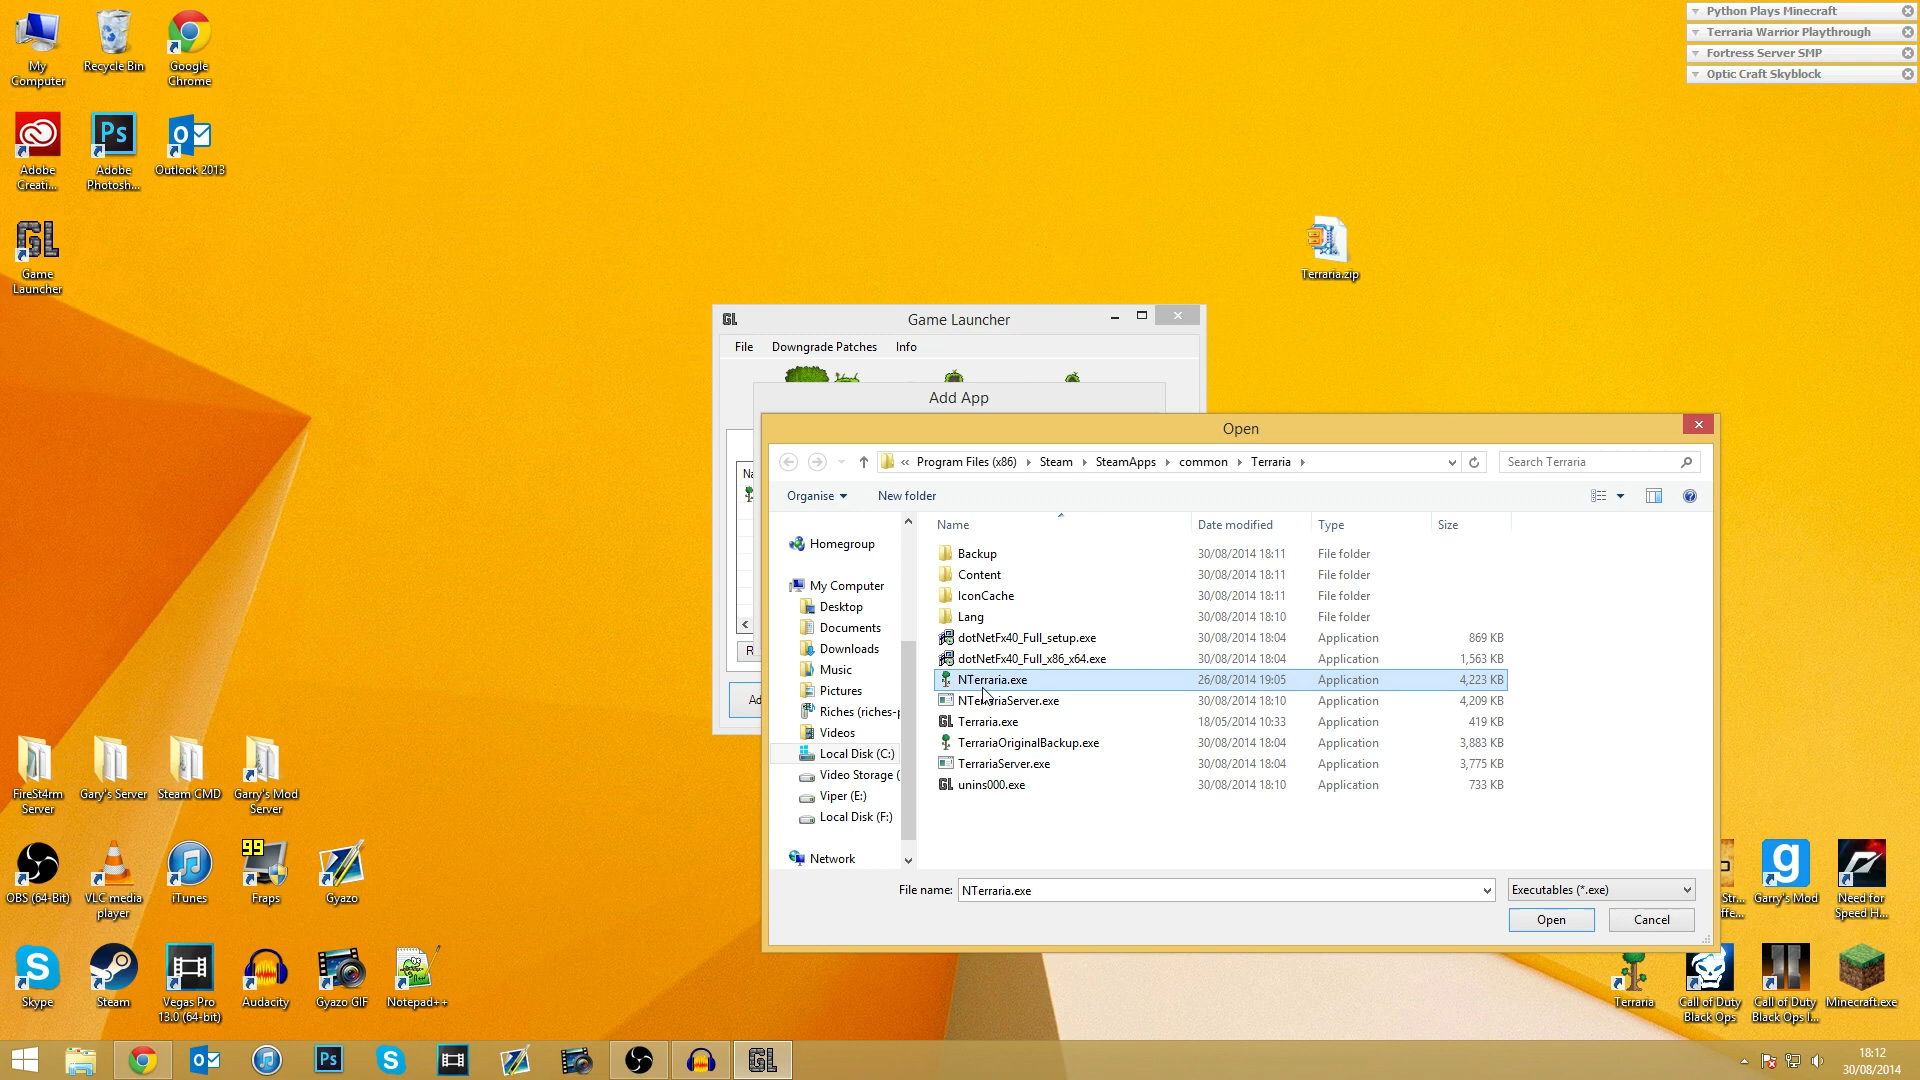 My Computer
Recycle Bin
Google Chrome
Adobe Creati...
Ps
Adobe Photosh...
Outlook 2013
GL
Game Launcher
Python Plays Minecraft
Terraria Warrior Playthrough
Fortress Server SMP
Optic Craft Skyblock
Terraria.zip
GL
Game Launcher
File
Downgrade Patches
Info
Add App
Open
« Program Files (x86)
Steam
SteamApps
common
Terraria
Search Terraria
Organise
New folder
Name
Date modified
Type
Size
Homegroup
My Computer
Desktop
Documents
Downloads
Music
Pictures
Riches (riches-p
Videos
Local Disk (C:)
Video Storage (
Viper (E:)
Local Disk (F:)
Network
Backup 30/08/2014 18:11 File folder
Content 30/08/2014 18:11 File folder
IconCache 30/08/2014 18:11 File folder
Lang 30/08/2014 18:10 File folder
dotNetFx40_Full_setup.exe 30/08/2014 18:04 Application 869 KB
dotNetFx40_Full_x86_x64.exe 30/08/2014 18:04 Application 1,563 KB
NTerraria.exe 26/08/2014 19:05 Application 4,223 KB
NTerrariaServer.exe 30/08/2014 18:10 Application 4,209 KB
Terraria.exe 18/05/2014 10:33 Application 419 KB
TerrariaOriginalBackup.exe 30/08/2014 18:04 Application 3,883 KB
TerrariaServer.exe 30/08/2014 18:04 Application 3,775 KB
unins000.exe 30/08/2014 18:10 Application 733 KB
File name: NTerraria.exe
Executables (*.exe)
Open
Cancel
Na
R
Ad
FireSt4rm Server
Gary's Server
Steam CMD
Garry's Mod Server
OBS (64-Bit)
VLC media player
iTunes
99
Fraps
Gyazo
Skype
Steam
Vegas Pro 13.0 (64-bit)
Audacity
Gyazo GIF
Notepad++
Str...
ffe...
Garry's Mod
Need for Speed H...
Terraria
Call of Duty Black Ops
Call of Duty Black Ops I...
Minecraft.exe
Ps
GL
18:12
30/08/2014